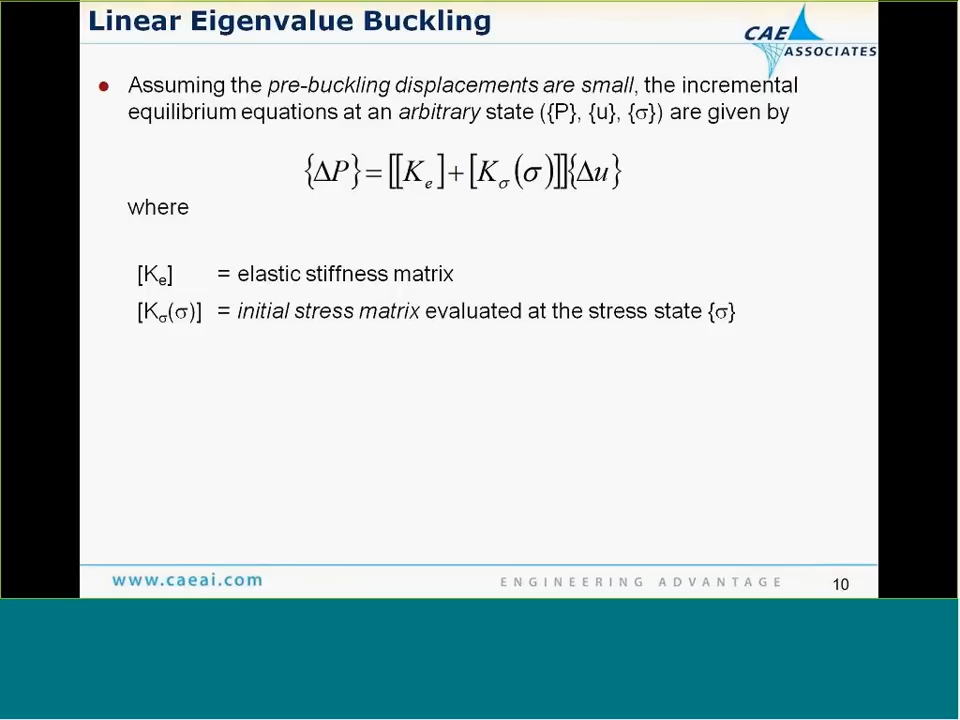 Linear Eigenvalue Buckling
CAE ASSOCIATES
● Assuming the pre-buckling displacements are small, the incremental
equilibrium equations at an arbitrary state ({P}, {u}, {σ}) are given by
{ΔP} = [[K_e] + [K_σ(σ)]]{Δu}
where
[K_e] = elastic stiffness matrix
[K_σ(σ)] = initial stress matrix evaluated at the stress state {σ}
www.caeai.com
ENGINEERING ADVANTAGE
10